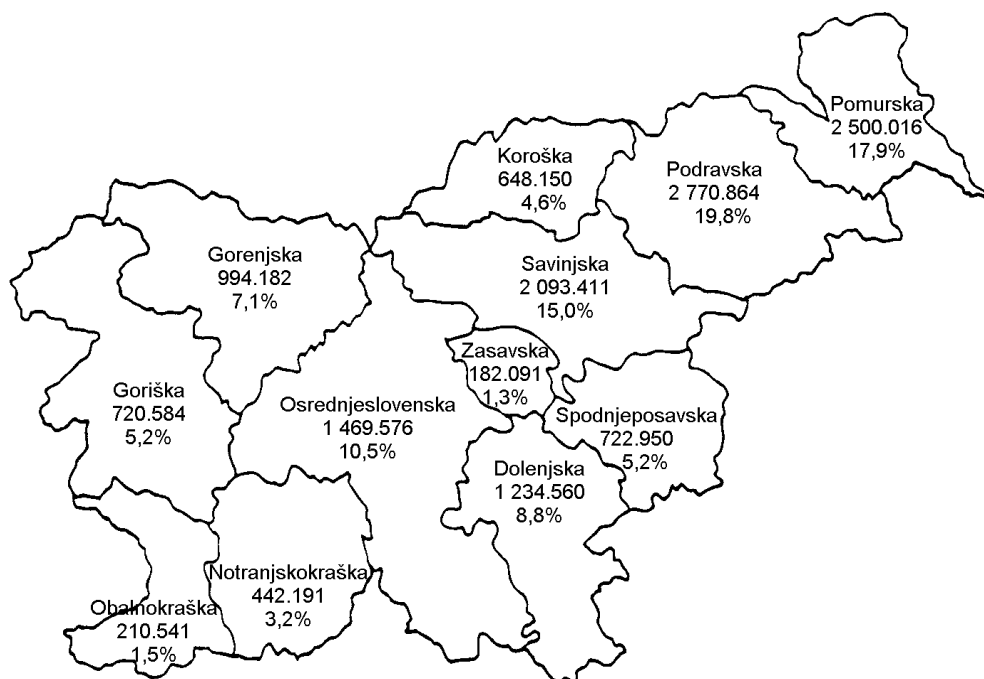 Pomurska
2 500.016
17,9%
Koroška
648.150
4,6%
Podravska
2 770.864
19,8%
Gorenjska
994.182
7,1%
Savinjska
2 093.411
15,0%
Zasavska
182.091
1,3%
Goriška
720.584
5,2%
Osrednjeslovenska
1 469.576
10,5%
Spodnjeposavska
722.950
5,2%
Dolenjska
1 234.560
8,8%
Notranjskokraška
442.191
3,2%
Obalnokraška
210.541
1,5%